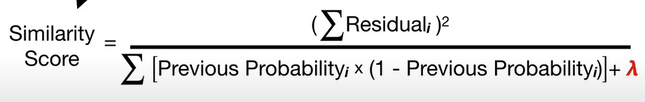 Similarity Score = (∑ Residualᵢ)²
∑ [Previous Probabilityᵢ x (1 - Previous Probabilityᵢ)]+ λ